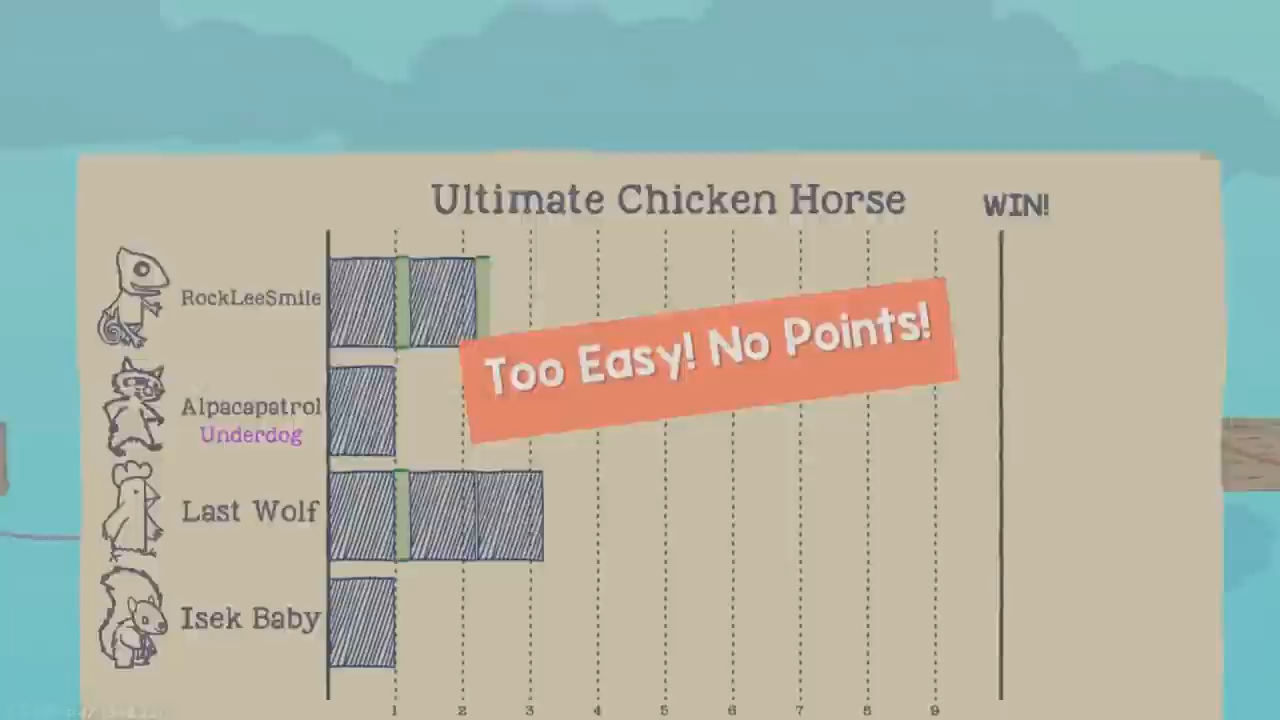 Ultimate Chicken Horse
WIN!
RockLeeSmile
Too Easy! No Points!
Alpacapatrol
Underdog
Last Wolf
Isek Baby
1 2 3 4 5 6 7 8 9